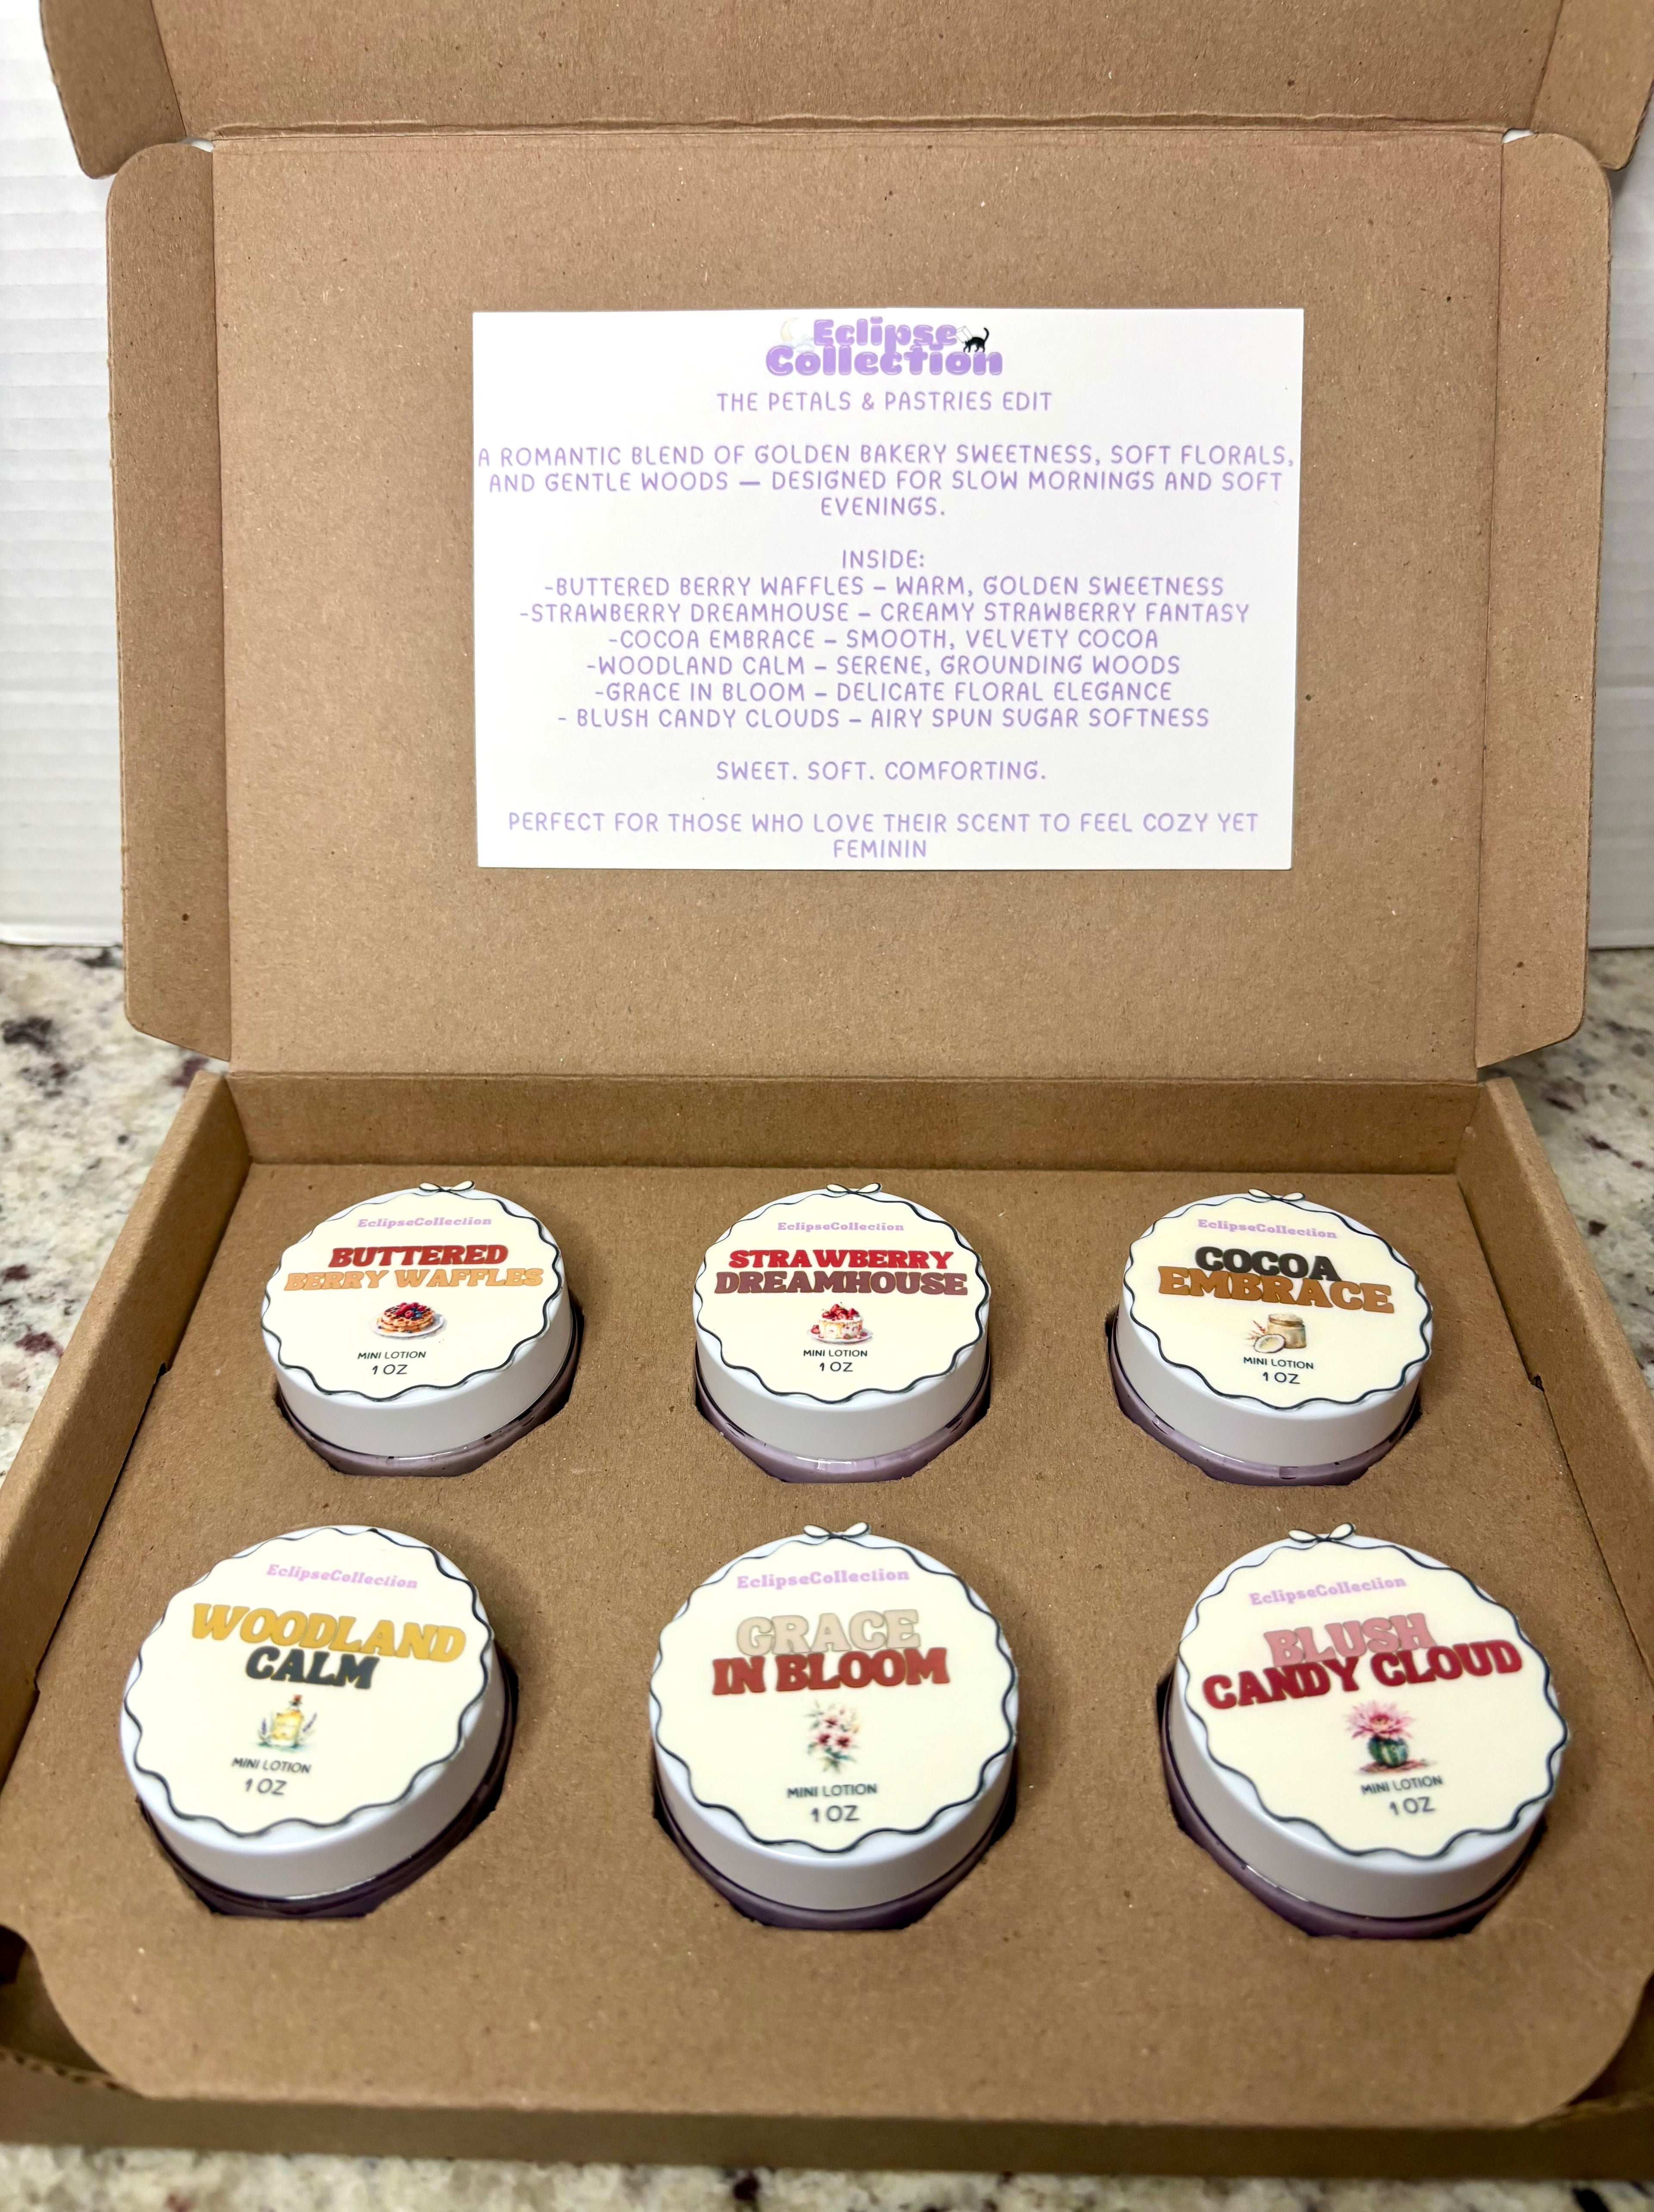 Eclipse
Collection
THE PETALS & PASTRIES EDIT
A ROMANTIC BLEND OF GOLDEN BAKERY SWEETNESS, SOFT FLORALS,
AND GENTLE WOODS — DESIGNED FOR SLOW MORNINGS AND SOFT
EVENINGS.
INSIDE:
-BUTTERED BERRY WAFFLES – WARM, GOLDEN SWEETNESS
-STRAWBERRY DREAMHOUSE – CREAMY STRAWBERRY FANTASY
-COCOA EMBRACE – SMOOTH, VELVETY COCOA
-WOODLAND CALM – SERENE, GROUNDING WOODS
-GRACE IN BLOOM – DELICATE FLORAL ELEGANCE
- BLUSH CANDY CLOUDS – AIRY SPUN SUGAR SOFTNESS
SWEET. SOFT. COMFORTING.
PERFECT FOR THOSE WHO LOVE THEIR SCENT TO FEEL COZY YET
FEMININ
EclipseCollection
BUTTERED
BERRY WAFFLES
MINI LOTION
1 OZ
EclipseCollection
STRAWBERRY
DREAMHOUSE
MINI LOTION
1 OZ
EclipseCollection
COCOA
EMBRACE
MINI LOTION
1 OZ
EclipseCollection
WOODLAND
CALM
MINI LOTION
1 OZ
EclipseCollection
GRACE
IN BLOOM
MINI LOTION
1 OZ
EclipseCollection
BLUSH
CANDY CLOUD
MINI LOTION
1 OZ